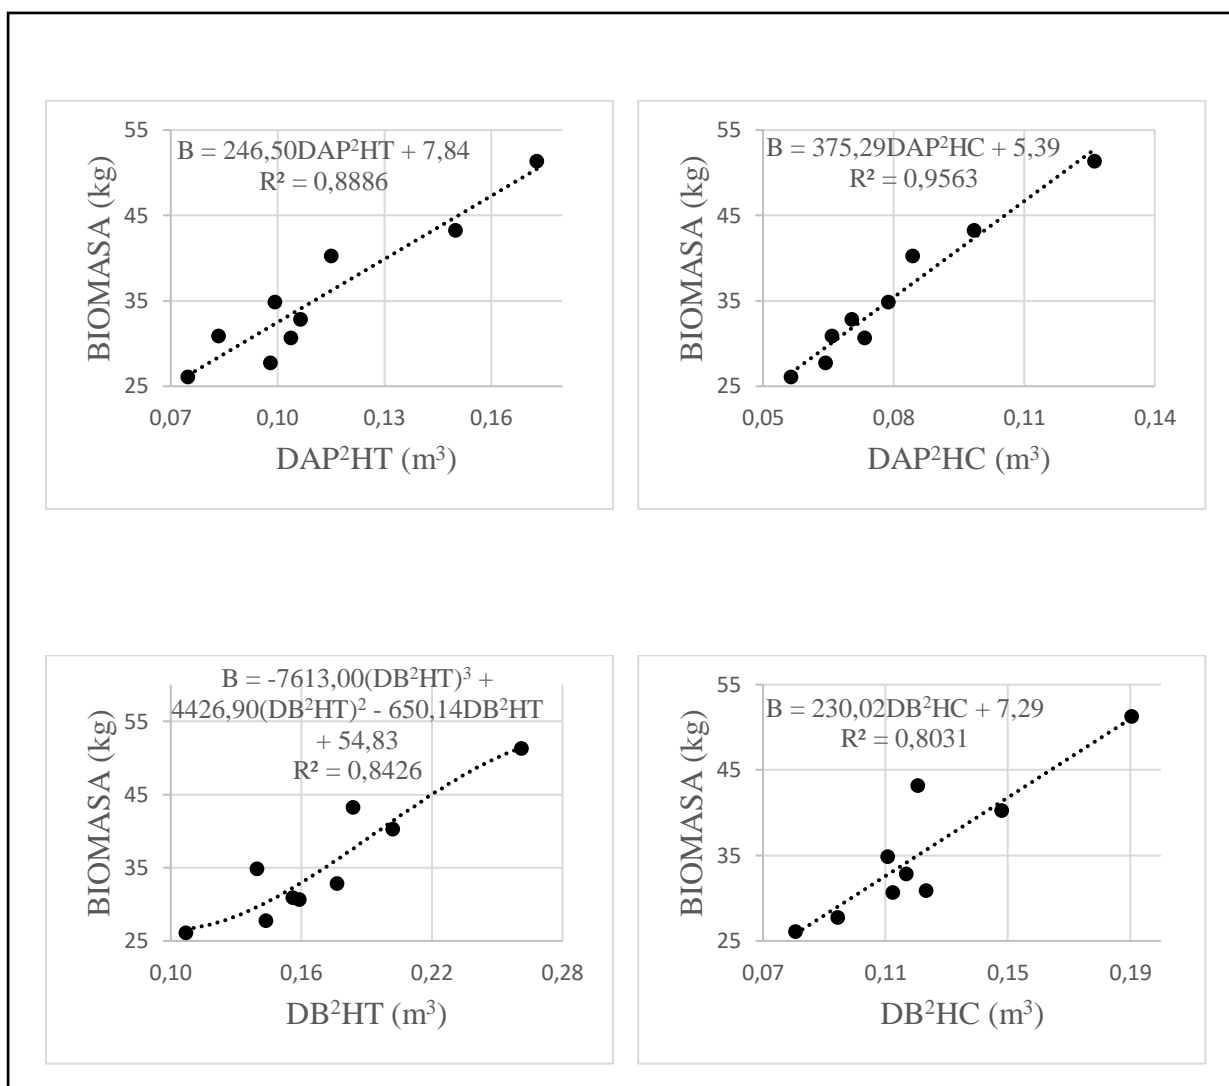 B = 246,50DAP²HT + 7,84
R² = 0,8886
BIOMASA (kg)
55
45
35
25
0,07 0,10 0,13 0,16
DAP²HT (m³)
B = 375,29DAP²HC + 5,39
R² = 0,9563
BIOMASA (kg)
55
45
35
25
0,05 0,08 0,11 0,14
DAP²HC (m³)
B = -7613,00(DB²HT)³ +
4426,90(DB²HT)² - 650,14DB²HT
+ 54,83
R² = 0,8426
BIOMASA (kg)
55
45
35
25
0,10 0,16 0,22 0,28
DB²HT (m³)
B = 230,02DB²HC + 7,29
R² = 0,8031
BIOMASA (kg)
55
45
35
25
0,07 0,11 0,15 0,19
DB²HC (m³)